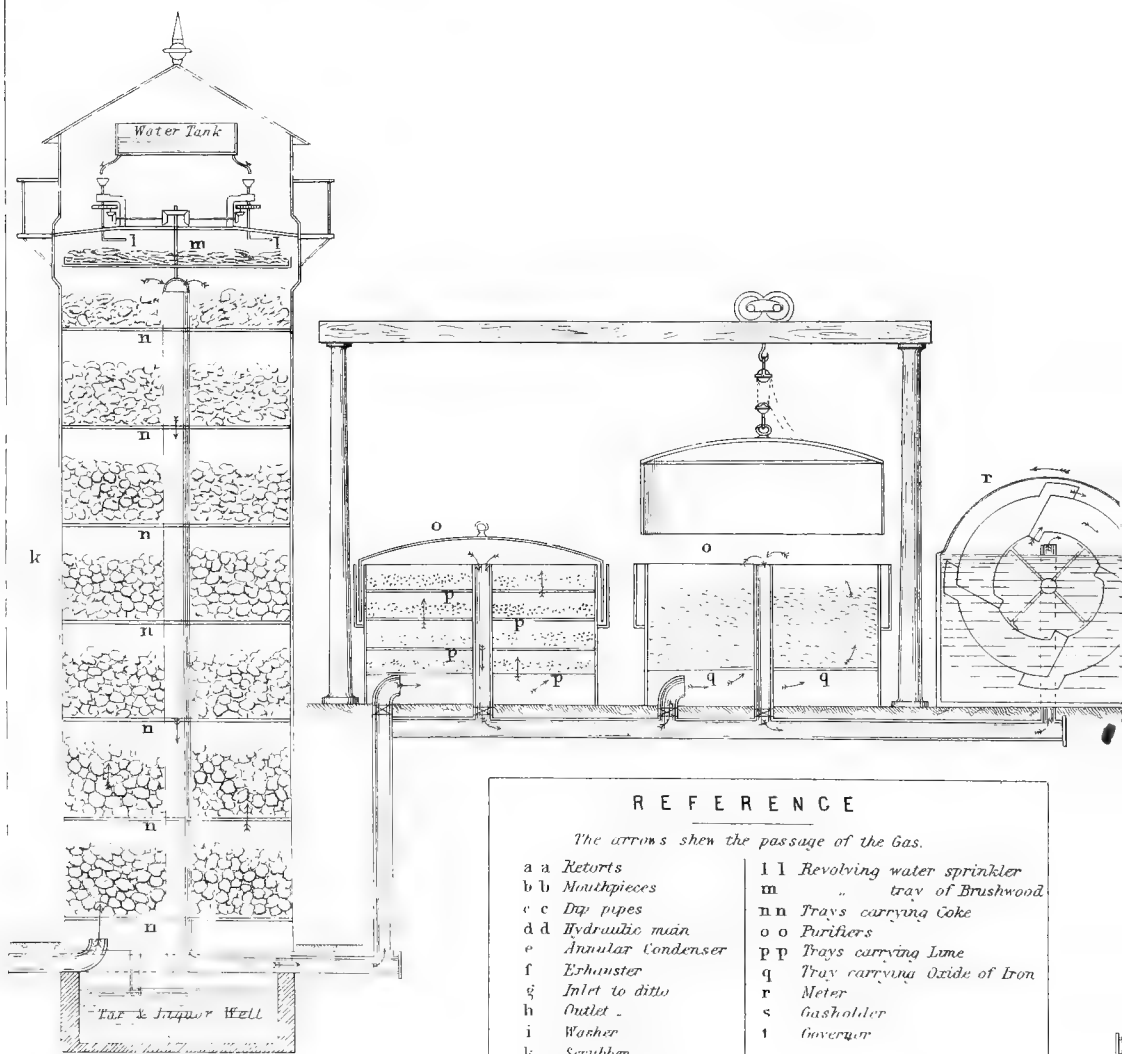 Water Tank
l
m
l
n
n
n
k
n
n
n
n
n
o
p
p
p
p
o
q
q
r
Tar & Liquor Well
REFERENCE
The arrows shew the passage of the Gas.
a a Retorts
b b Mouthpieces
c c Dip pipes
d d Hydraulic main
e Annular Condenser
f Exhauster
g Inlet to ditto
h Outlet „
i Washer
k Scrubber
l l Revolving water sprinkler
m „ tray of Brushwood
n n Trays carrying Coke
o o Purifiers
p p Trays carrying Lime
q Tray carrying Oxide of Iron
r Meter
s Gasholder
t Governor